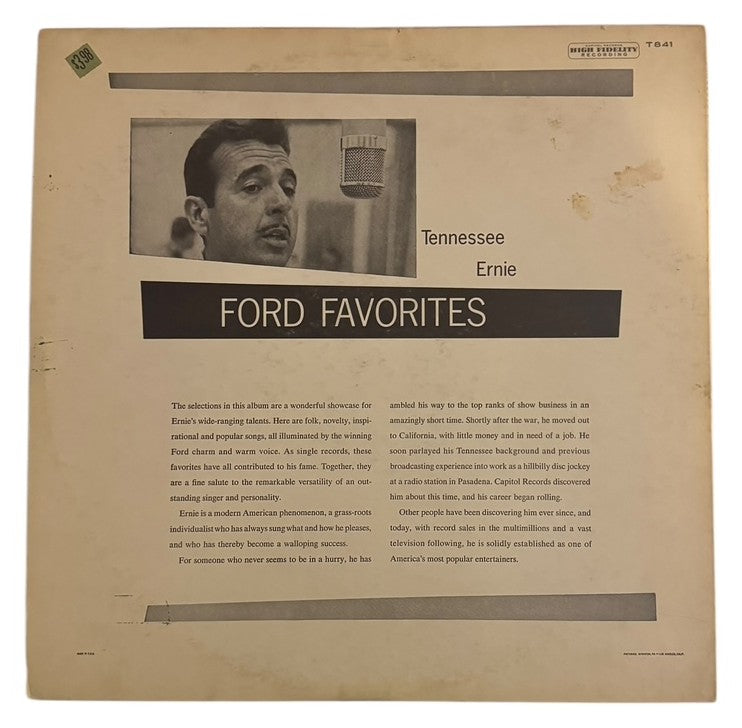 $3.98
CAPITOL RECORDS
HIGH FIDELITY
RECORDING
T841
Tennessee
Ernie
FORD FAVORITES
The selections in this album are a wonderful showcase for
Ernie's wide-ranging talents. Here are folk, novelty, inspi-
rational and popular songs, all illuminated by the winning
Ford charm and warm voice. As single records, these
favorites have all contributed to his fame. Together, they
are a fine salute to the remarkable versatility of an out-
standing singer and personality.
Ernie is a modern American phenomenon, a grass-roots
individualist who has always sung what and how he pleases,
and who has thereby become a walloping success.
For someone who never seems to be in a hurry, he has
ambled his way to the top ranks of show business in an
amazingly short time. Shortly after the war, he moved out
to California, with little money and in need of a job. He
soon parlayed his Tennessee background and previous
broadcasting experience into work as a hillbilly disc jockey
at a radio station in Pasadena. Capitol Records discovered
him about this time, and his career began rolling.
Other people have been discovering him ever since, and
today, with record sales in the multimillions and a vast
television following, he is solidly established as one of
America's most popular entertainers.
MADE IN U.S.A.